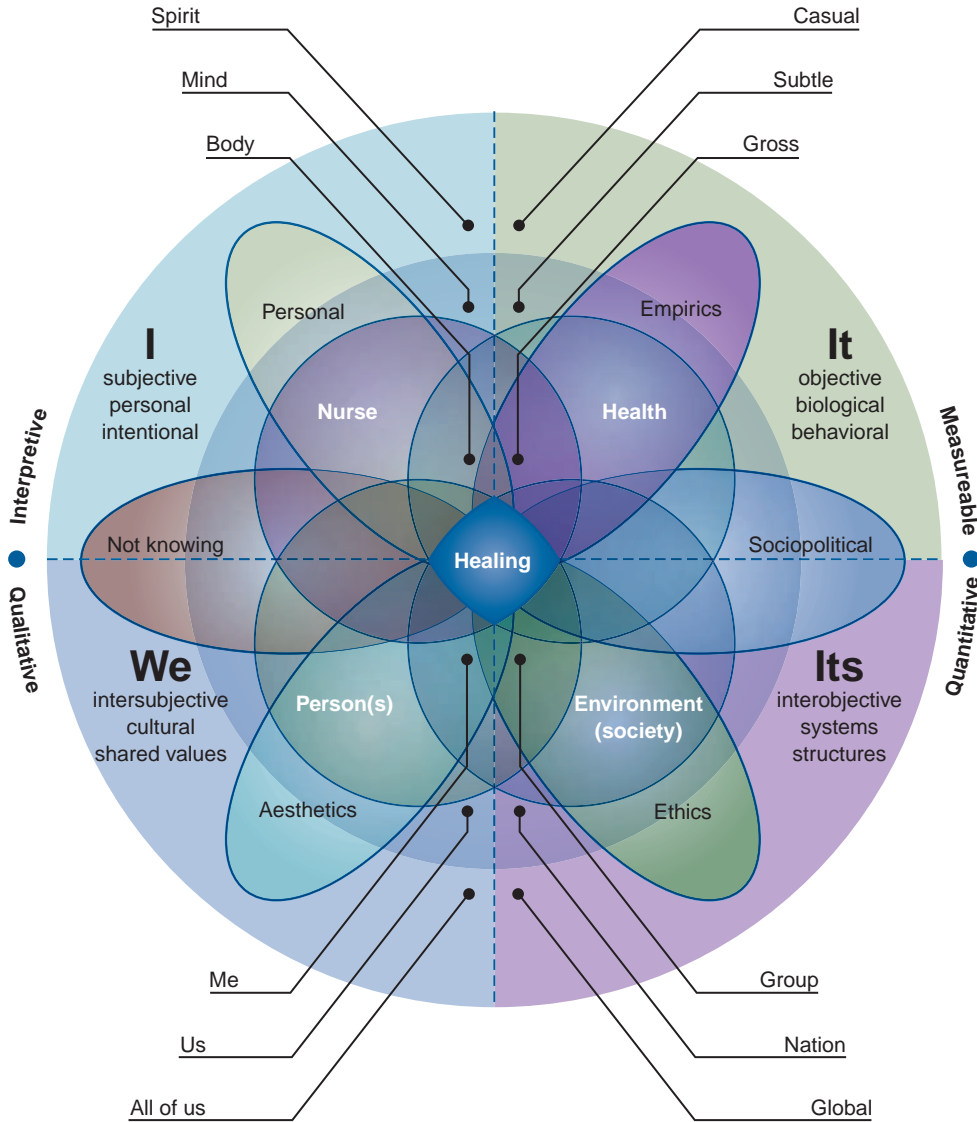 Spirit
Casual
Mind
Subtle
Body
Gross
Personal
Empirics
I
subjective
personal
intentional
It
objective
biological
behavioral
Nurse
Health
Interpretive
Measureable
Not knowing
Healing
Sociopolitical
Qualitative
Quantitative
We
intersubjective
cultural
shared values
Its
interobjective
systems
structures
Person(s)
Environment
(society)
Aesthetics
Ethics
Me
Group
Us
Nation
All of us
Global